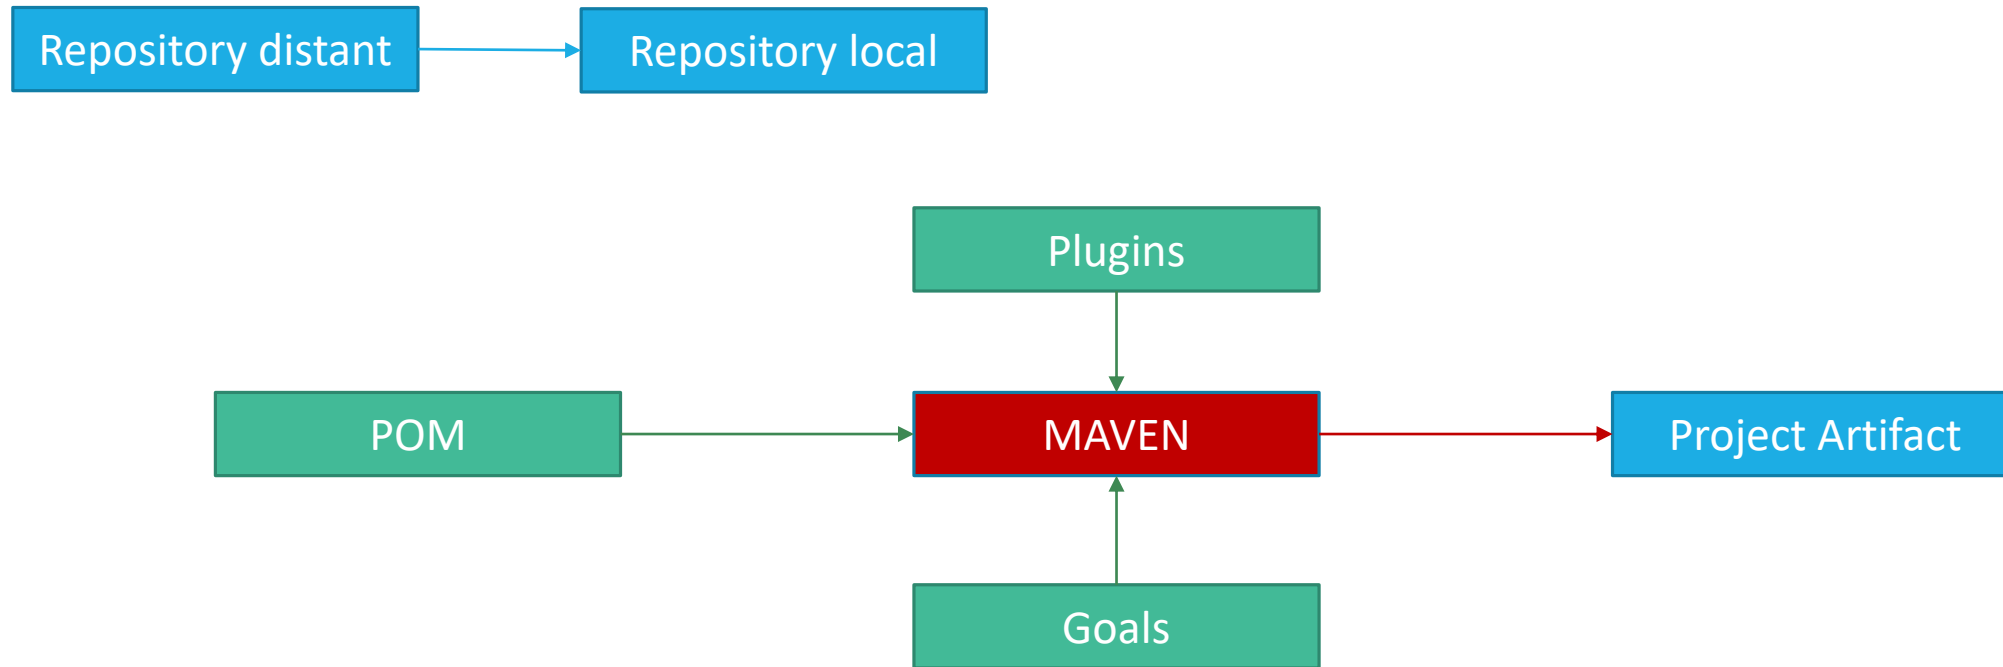 Repository distant
Repository local
Plugins
POM
MAVEN
Project Artifact
Goals